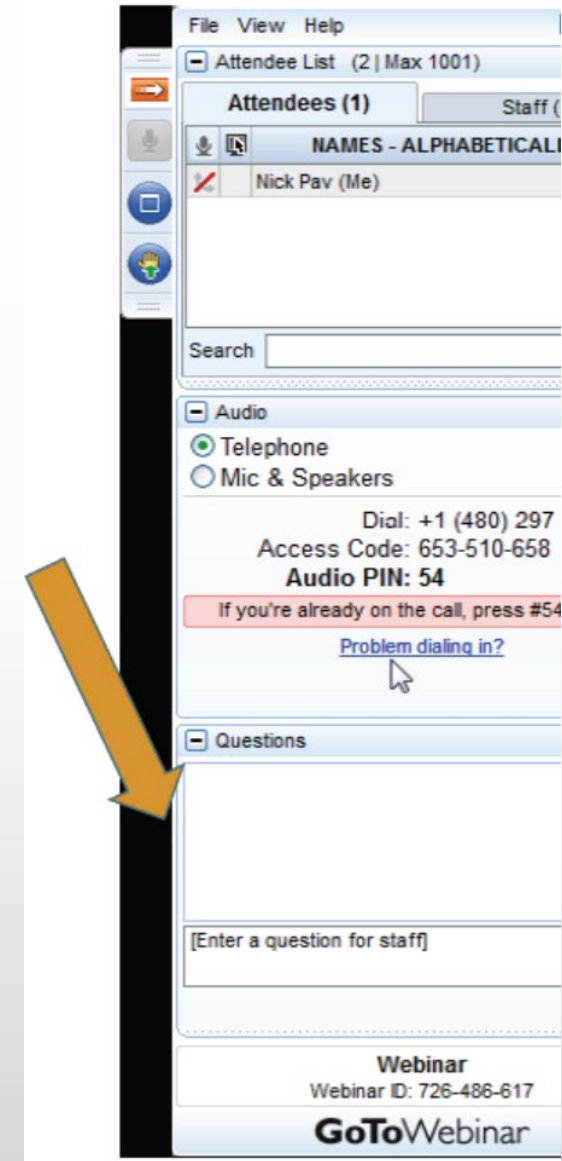 File View Help
Attendee List (2 | Max 1001)
Attendees (1) Staff (
NAMES - ALPHABETICALL
Nick Pav (Me)
Search
Audio
Telephone
Mic & Speakers
Dial: +1 (480) 297
Access Code: 653-510-658
Audio PIN: 54
If you're already on the call, press #54
Problem dialing in?
Questions
[Enter a question for staff]
Webinar
Webinar ID: 726-486-617
GoToWebinar